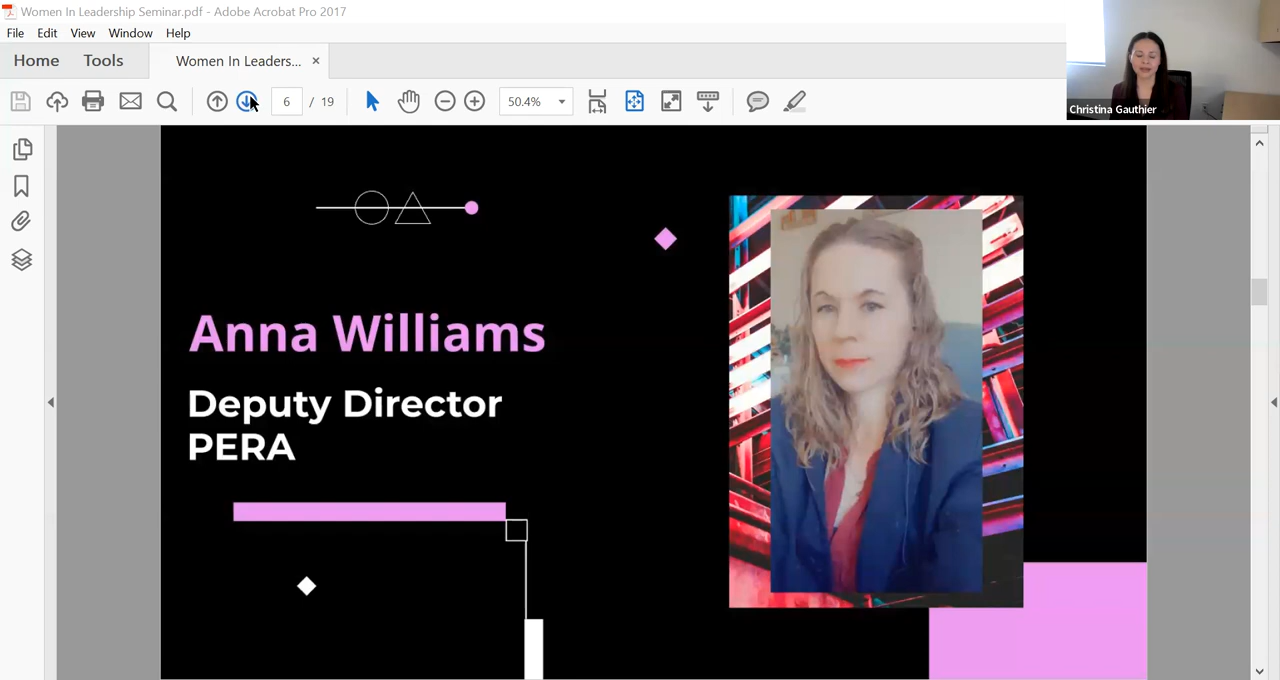 Women In Leadership Seminar.pdf - Adobe Acrobat Pro 2017
File Edit View Window Help
Home Tools Women In Leaders... ×
6 / 19 50.4%
Christina Gauthier
Anna Williams
Deputy Director
PERA